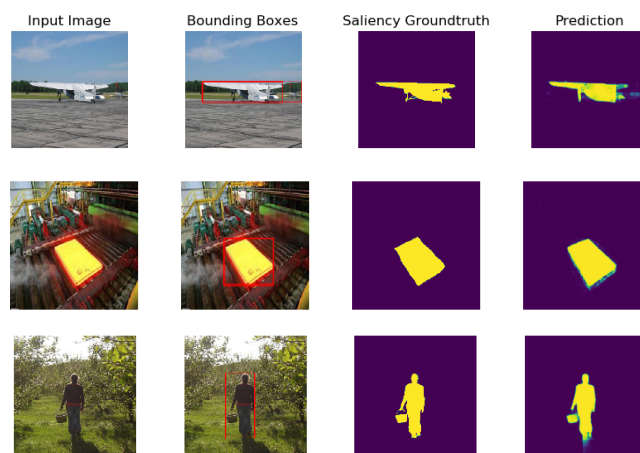 Input Image
Bounding Boxes
Saliency Groundtruth
Prediction